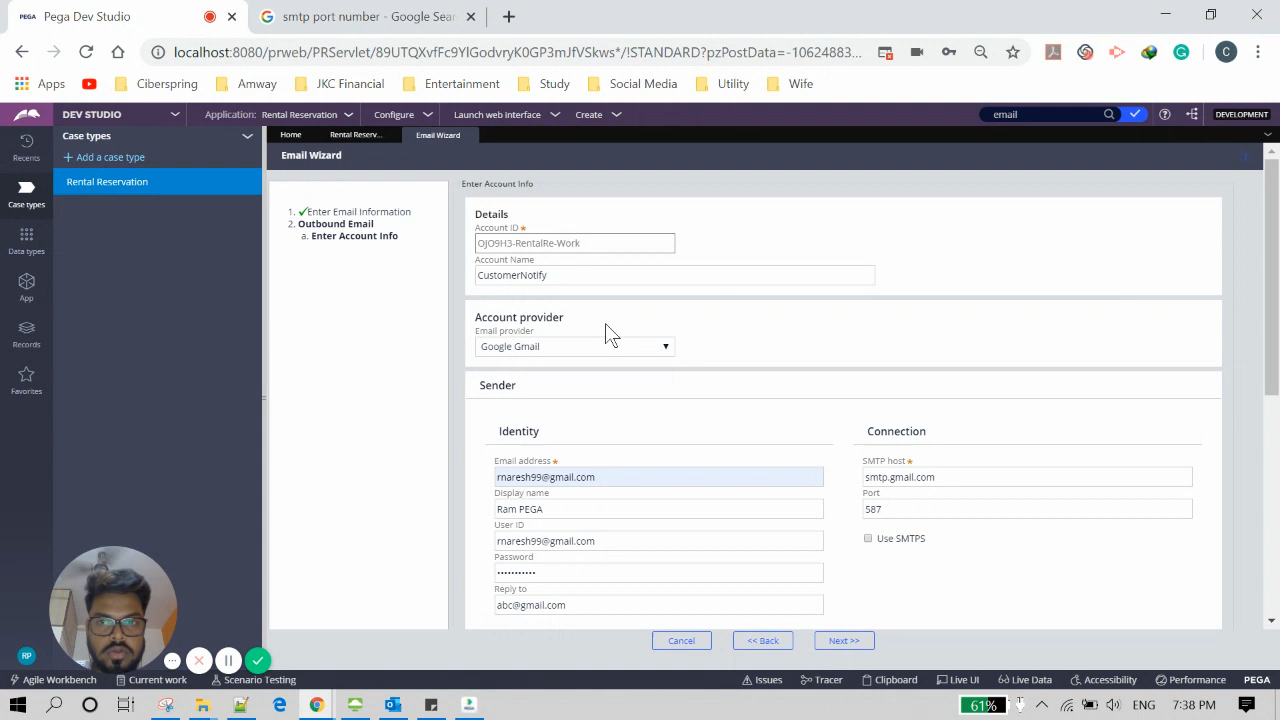 PEGA Pega Dev Studio
smtp port number - Google Sear
localhost:8080/prweb/PRServlet/89UTQXvfFc9YIGodvryK0GP3mJfVSkws*/!STANDARD?pzPostData=-10624883...
C
Apps
Ciberspring
Amway
JKC Financial
Entertainment
Study
Social Media
Utility
Wife
DEV STUDIO
Application: Rental Reservation
Configure
Launch web interface
Create
email
DEVELOPMENT
Recents
Case types
Data types
App
Records
Favorites
RP
Case types
+ Add a case type
Rental Reservation
Home
Rental Reserv...
Email Wizard
Email Wizard
1. Enter Email Information
2. Outbound Email
a. Enter Account Info
Enter Account Info
Details
Account ID *
OJO9H3-RentalRe-Work
Account Name
CustomerNotify
Account provider
Email provider
Google Gmail
Sender
Identity
Email address *
rnaresh99@gmail.com
Display name
Ram PEGA
User ID
rnaresh99@gmail.com
Password
•••••••••••
Reply to
abc@gmail.com
Connection
SMTP host *
smtp.gmail.com
Port
587
Use SMTPS
Cancel
<< Back
Next >>
Agile Workbench
Current work
Scenario Testing
Issues
Tracer
Clipboard
Live UI
Live Data
Accessibility
Performance
PEGA
61%
ENG
7:38 PM